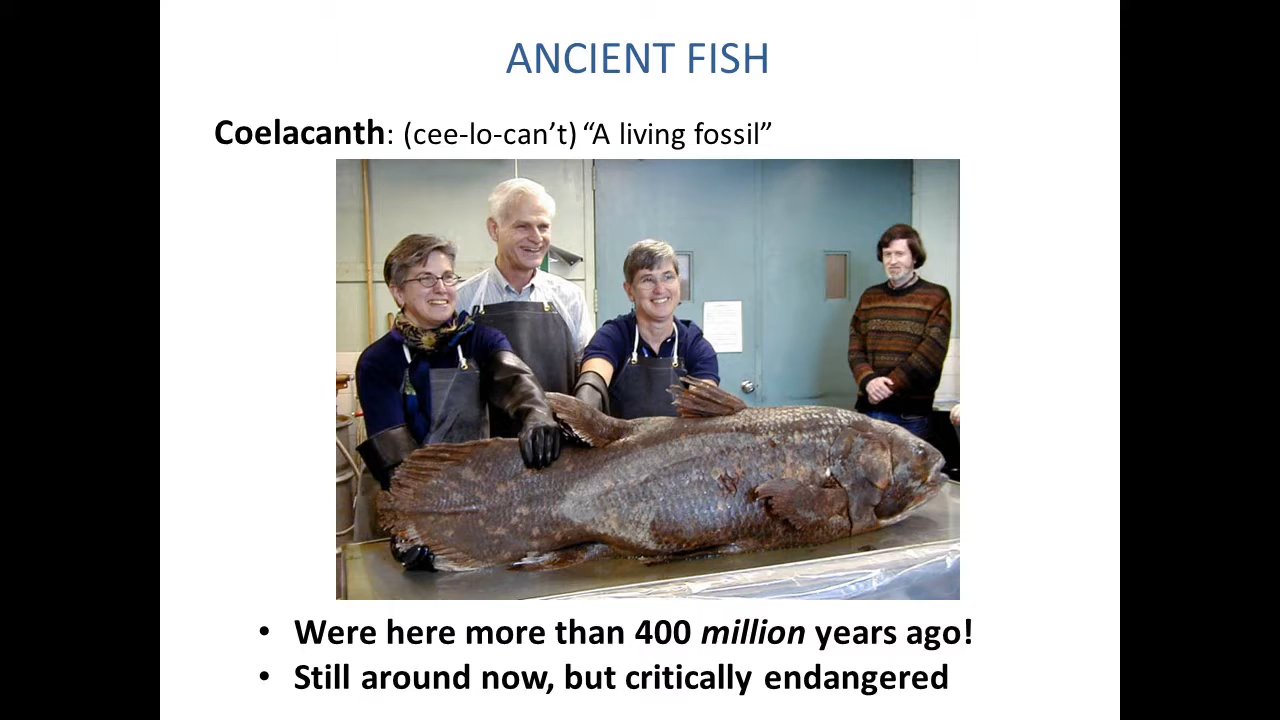 ANCIENT FISH
Coelacanth: (cee-lo-can’t) “A living fossil”
• Were here more than 400 million years ago!
• Still around now, but critically endangered